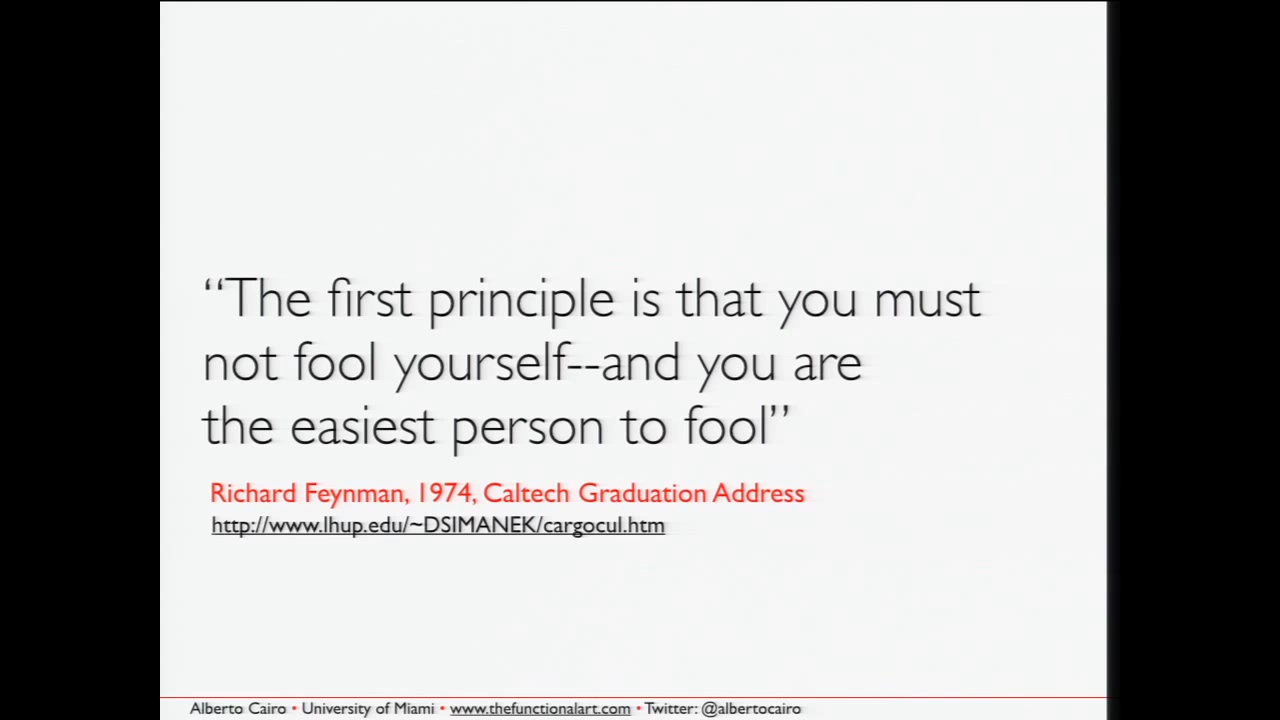 “The first principle is that you must
not fool yourself--and you are
the easiest person to fool”
Richard Feynman, 1974, Caltech Graduation Address
http://www.lhup.edu/~DSIMANEK/cargocul.htm
Alberto Cairo • University of Miami • www.thefunctionalart.com • Twitter: @albertocairo